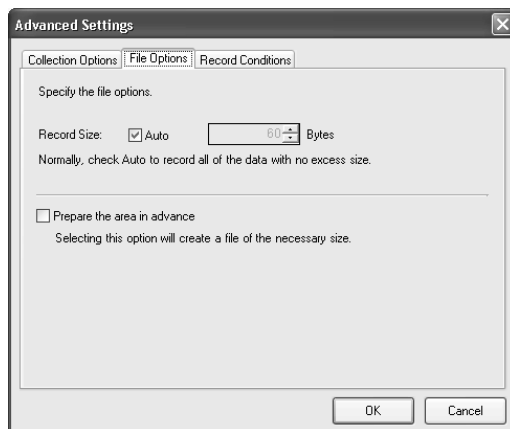 Advanced Settings
Collection Options File Options Record Conditions
Specify the file options.
Record Size: Auto 60 Bytes
Normally, check Auto to record all of the data with no excess size.
Prepare the area in advance
Selecting this option will create a file of the necessary size.
OK Cancel